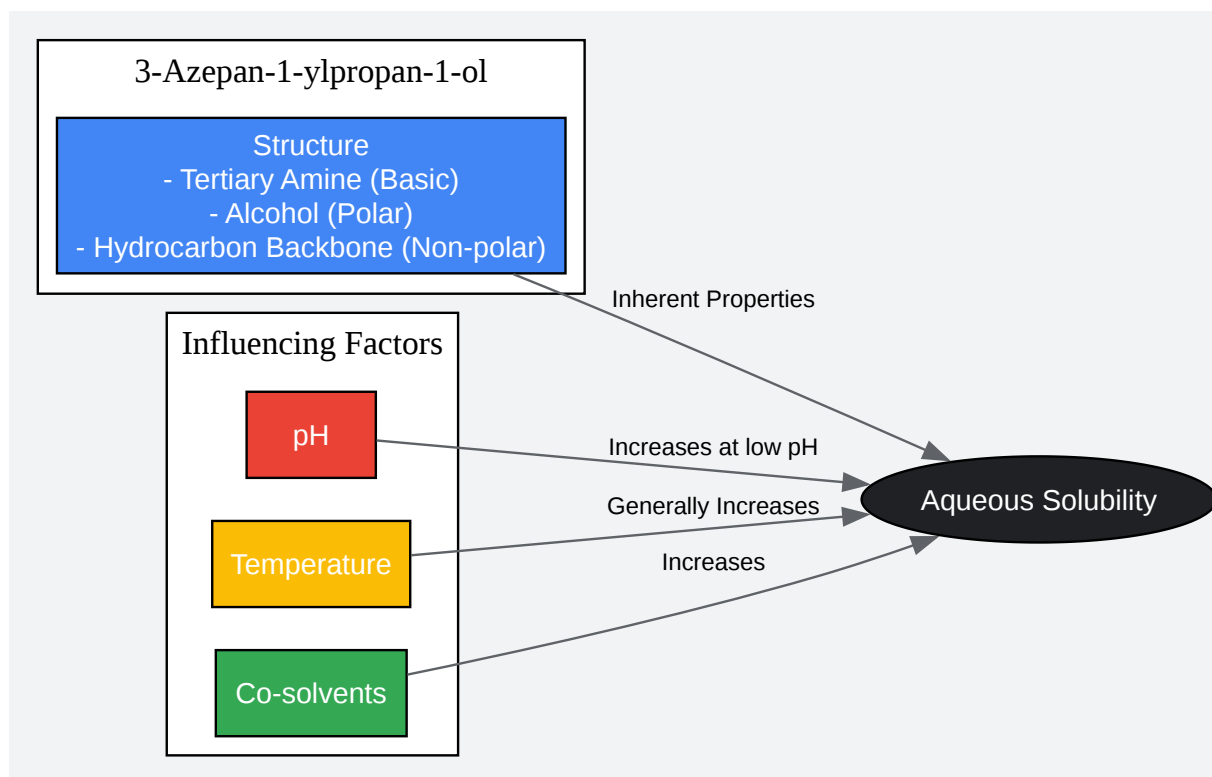 3-Azepan-1-ylpropan-1-ol
Structure
- Tertiary Amine (Basic)
- Alcohol (Polar)
- Hydrocarbon Backbone (Non-polar)
Inherent Properties
Influencing Factors
pH
Increases at low pH
Generally Increases
Aqueous Solubility
Temperature
Increases
Co-solvents